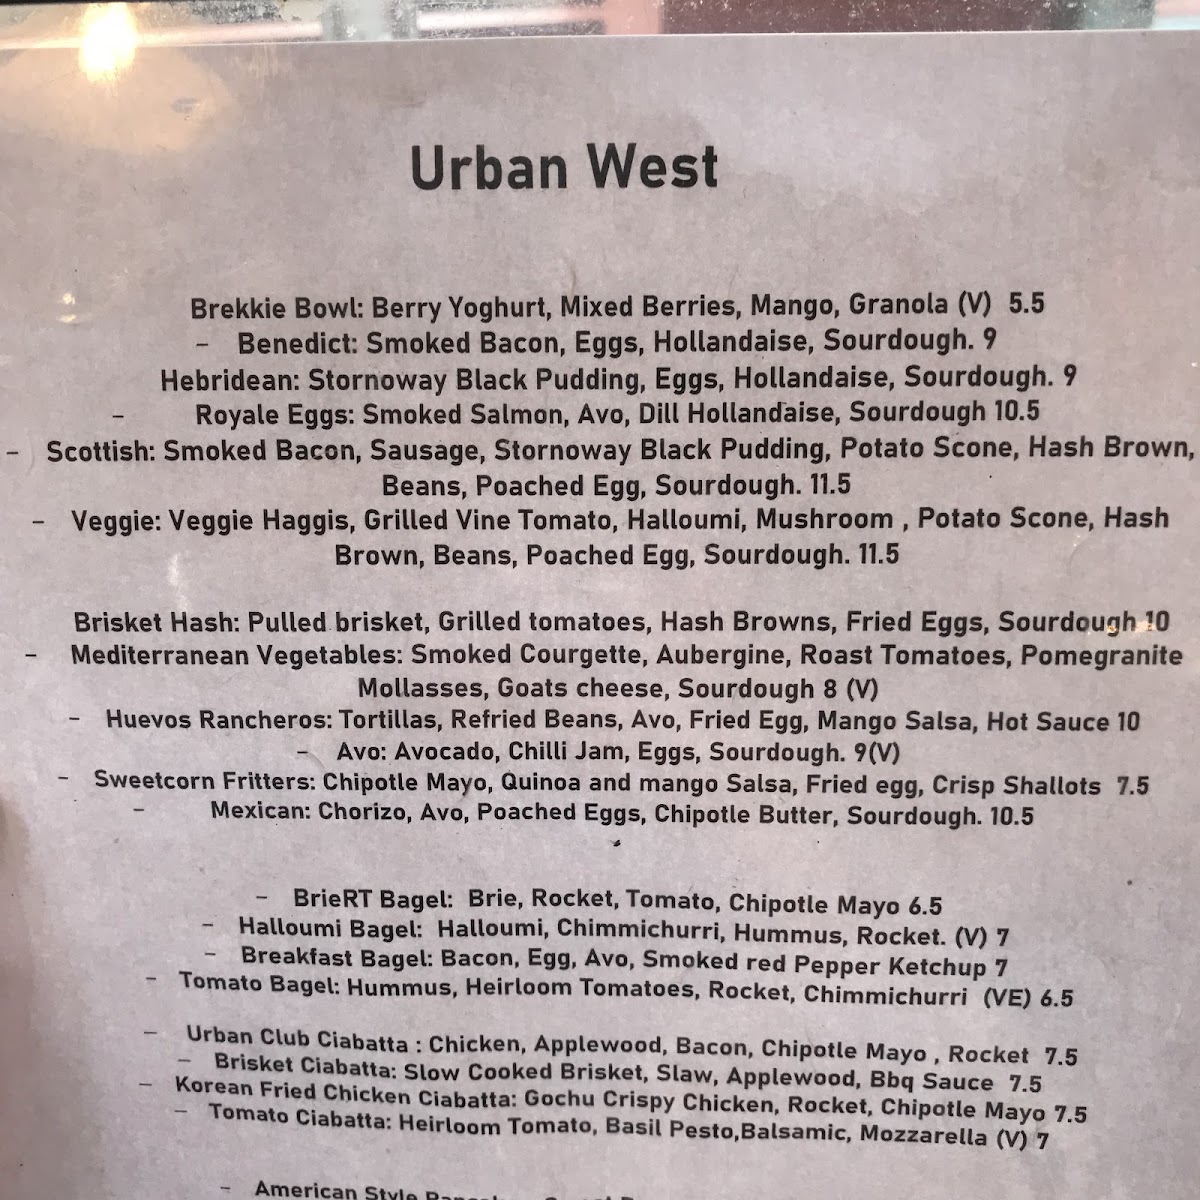 Urban West
Brekkie Bowl: Berry Yoghurt, Mixed Berries, Mango, Granola (V) 5.5
- Benedict: Smoked Bacon, Eggs, Hollandaise, Sourdough. 9
Hebridean: Stornoway Black Pudding, Eggs, Hollandaise, Sourdough. 9
- Royale Eggs: Smoked Salmon, Avo, Dill Hollandaise, Sourdough 10.5
- Scottish: Smoked Bacon, Sausage, Stornoway Black Pudding, Potato Scone, Hash Brown,
Beans, Poached Egg, Sourdough. 11.5
- Veggie: Veggie Haggis, Grilled Vine Tomato, Halloumi, Mushroom , Potato Scone, Hash
Brown, Beans, Poached Egg, Sourdough. 11.5
Brisket Hash: Pulled brisket, Grilled tomatoes, Hash Browns, Fried Eggs, Sourdough 10
- Mediterranean Vegetables: Smoked Courgette, Aubergine, Roast Tomatoes, Pomegranite
Mollasses, Goats cheese, Sourdough 8 (V)
- Huevos Rancheros: Tortillas, Refried Beans, Avo, Fried Egg, Mango Salsa, Hot Sauce 10
- Avo: Avocado, Chilli Jam, Eggs, Sourdough. 9(V)
- Sweetcorn Fritters: Chipotle Mayo, Quinoa and mango Salsa, Fried egg, Crisp Shallots 7.5
- Mexican: Chorizo, Avo, Poached Eggs, Chipotle Butter, Sourdough. 10.5
- BrieRT Bagel: Brie, Rocket, Tomato, Chipotle Mayo 6.5
- Halloumi Bagel: Halloumi, Chimmichurri, Hummus, Rocket. (V) 7
- Breakfast Bagel: Bacon, Egg, Avo, Smoked red Pepper Ketchup 7
- Tomato Bagel: Hummus, Heirloom Tomatoes, Rocket, Chimmichurri (VE) 6.5
- Urban Club Ciabatta : Chicken, Applewood, Bacon, Chipotle Mayo , Rocket 7.5
- Brisket Ciabatta: Slow Cooked Brisket, Slaw, Applewood, Bbq Sauce 7.5
- Korean Fried Chicken Ciabatta: Gochu Crispy Chicken, Rocket, Chipotle Mayo 7.5
- Tomato Ciabatta: Heirloom Tomato, Basil Pesto,Balsamic, Mozzarella (V) 7
- American Style